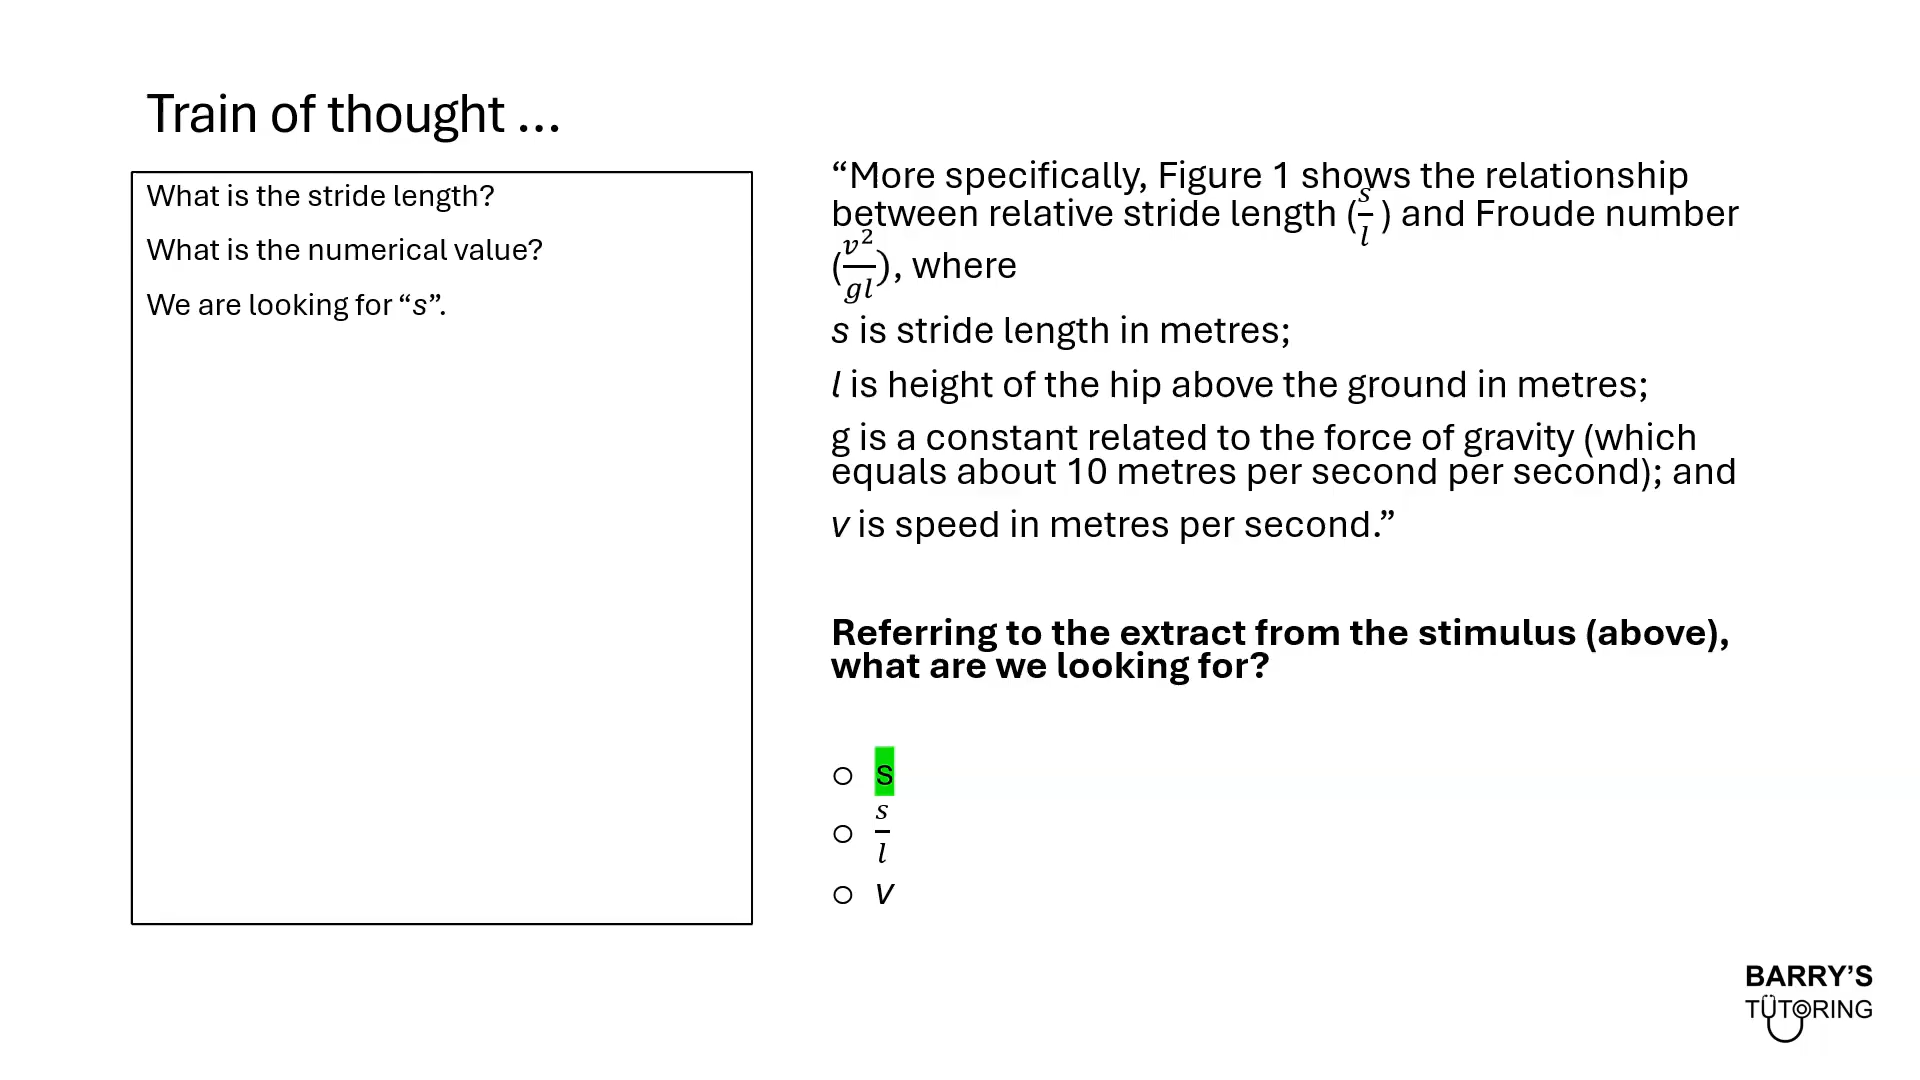 Train of thought ...
What is the stride length?
What is the numerical value?
We are looking for “s”.
“More specifically, Figure 1 shows the relationship
between relative stride length (s/l) and Froude number
(v²/gl), where
s is stride length in metres;
l is height of the hip above the ground in metres;
g is a constant related to the force of gravity (which
equals about 10 metres per second per second); and
v is speed in metres per second.”
Referring to the extract from the stimulus (above),
what are we looking for?
s
s/l
v
BARRY’S
TÜTORING